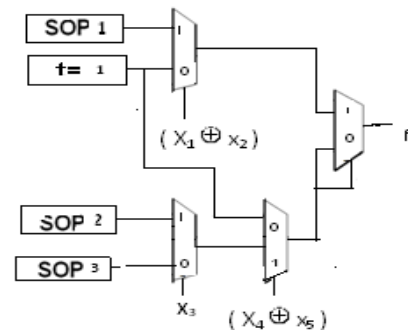 SOP 1
1
t= 1
0
( X₁ ⊕ x₂ )
1
0
f
SOP 2
1
0
1
SOP 3
0
X₃
( X₄ ⊕ x₅ )